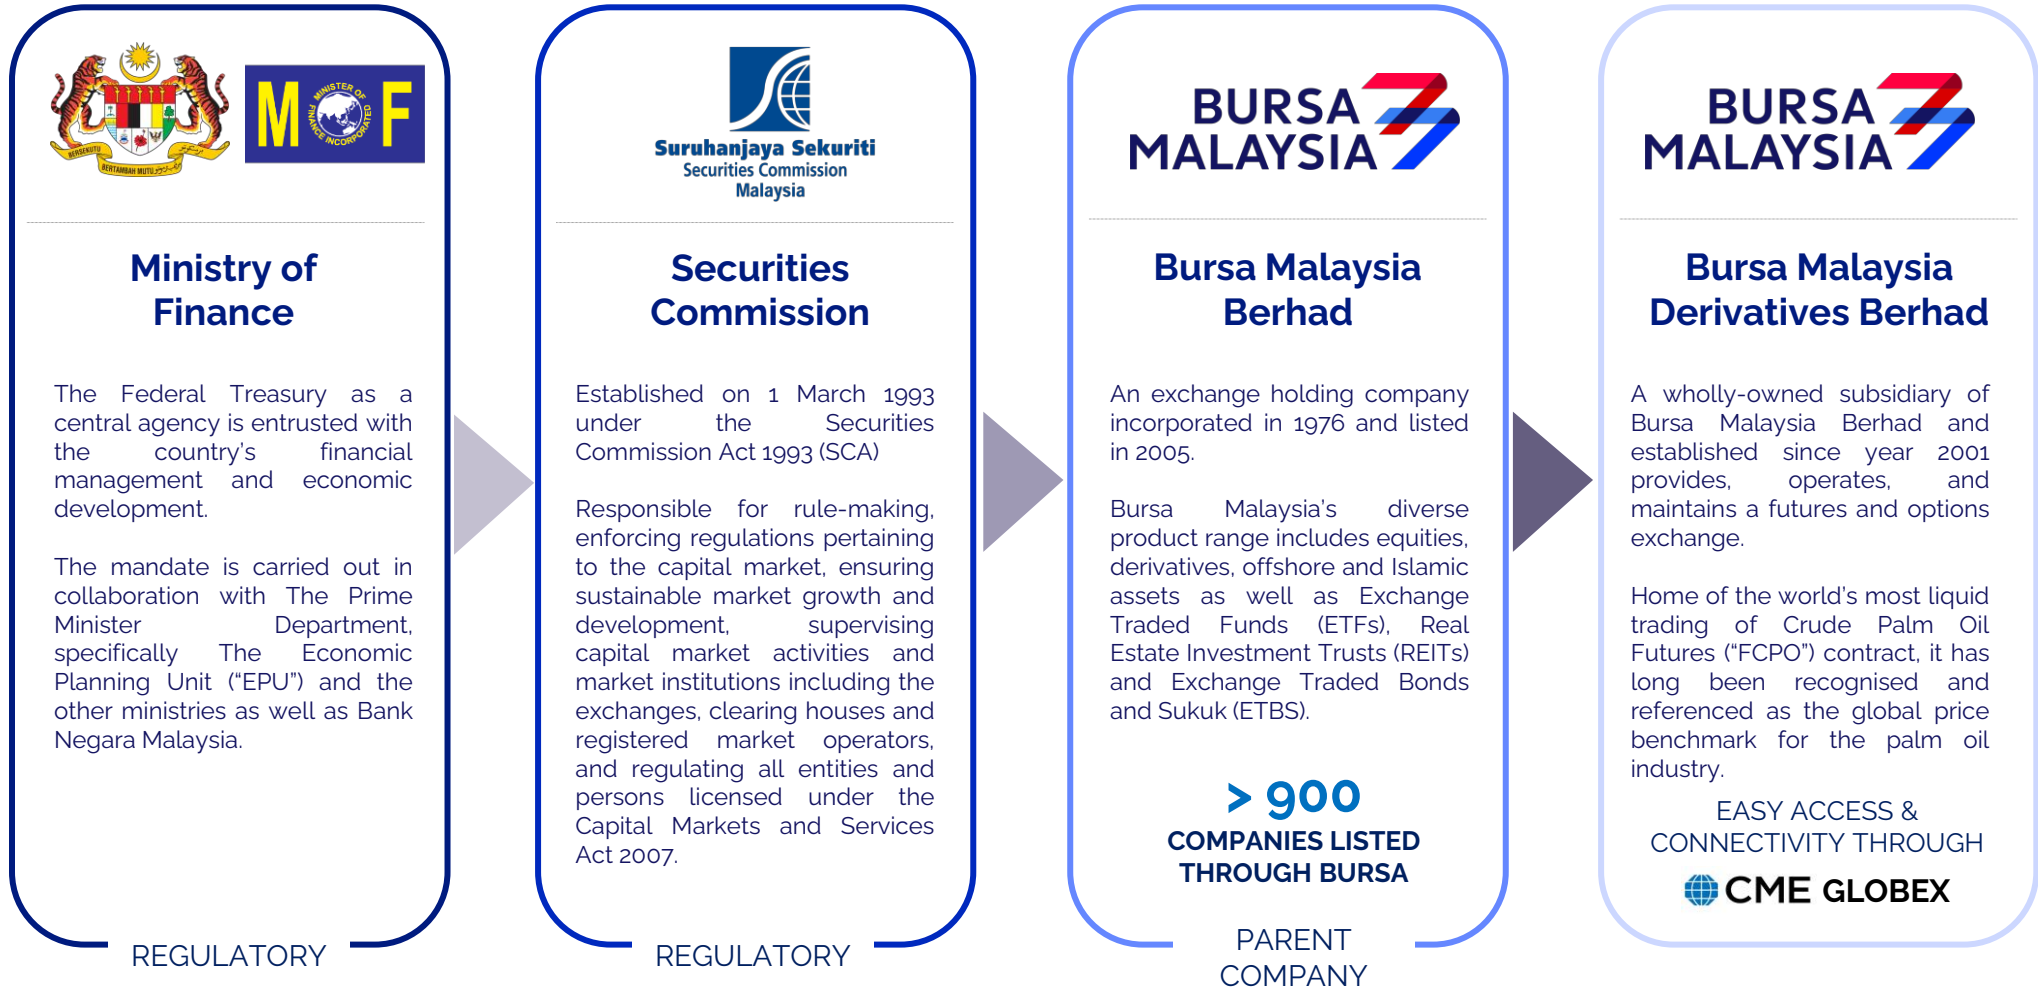 BERSEKUTU
BERTAMBAH MUTU
M F
MINISTER OF
FINANCE INCORPORATED
Ministry of
Finance
The Federal Treasury as a
central agency is entrusted with
the country’s financial
management and economic
development.
The mandate is carried out in
collaboration with The Prime
Minister Department,
specifically The Economic
Planning Unit (“EPU”) and the
other ministries as well as Bank
Negara Malaysia.
REGULATORY
Suruhanjaya Sekuriti
Securities Commission
Malaysia
Securities
Commission
Established on 1 March 1993
under the Securities
Commission Act 1993 (SCA)
Responsible for rule-making,
enforcing regulations pertaining
to the capital market, ensuring
sustainable market growth and
development, supervising
capital market activities and
market institutions including the
exchanges, clearing houses and
registered market operators,
and regulating all entities and
persons licensed under the
Capital Markets and Services
Act 2007.
REGULATORY
BURSA
MALAYSIA
Bursa Malaysia
Berhad
An exchange holding company
incorporated in 1976 and listed
in 2005.
Bursa Malaysia’s diverse
product range includes equities,
derivatives, offshore and Islamic
assets as well as Exchange
Traded Funds (ETFs), Real
Estate Investment Trusts (REITs)
and Exchange Traded Bonds
and Sukuk (ETBS).
> 900
COMPANIES LISTED
THROUGH BURSA
PARENT
COMPANY
BURSA
MALAYSIA
Bursa Malaysia
Derivatives Berhad
A wholly-owned subsidiary of
Bursa Malaysia Berhad and
established since year 2001
provides, operates, and
maintains a futures and options
exchange.
Home of the world’s most liquid
trading of Crude Palm Oil
Futures (“FCPO”) contract, it has
long been recognised and
referenced as the global price
benchmark for the palm oil
industry.
EASY ACCESS &
CONNECTIVITY THROUGH
CME GLOBEX